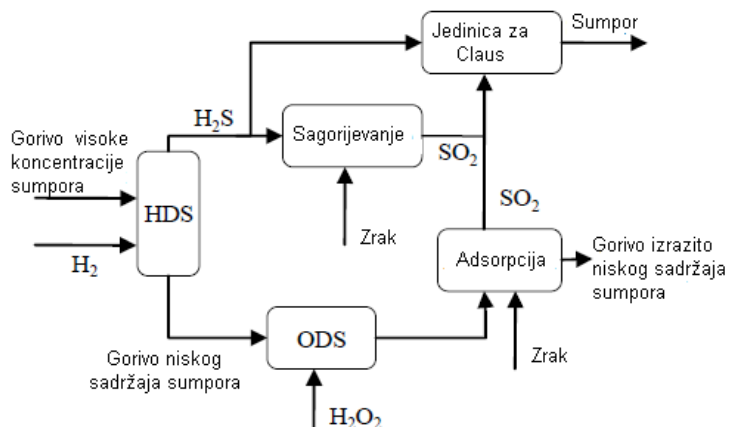 Jedinica za
Claus
Sumpor
H₂S
Sagorijevanje
SO₂
Gorivo visoke
koncentracije
sumpora
HDS
H₂
Zrak
SO₂
Adsorpcija
Gorivo izrazito
niskog sadržaja
sumpora
Gorivo niskog
sadržaja sumpora
ODS
Zrak
H₂O₂